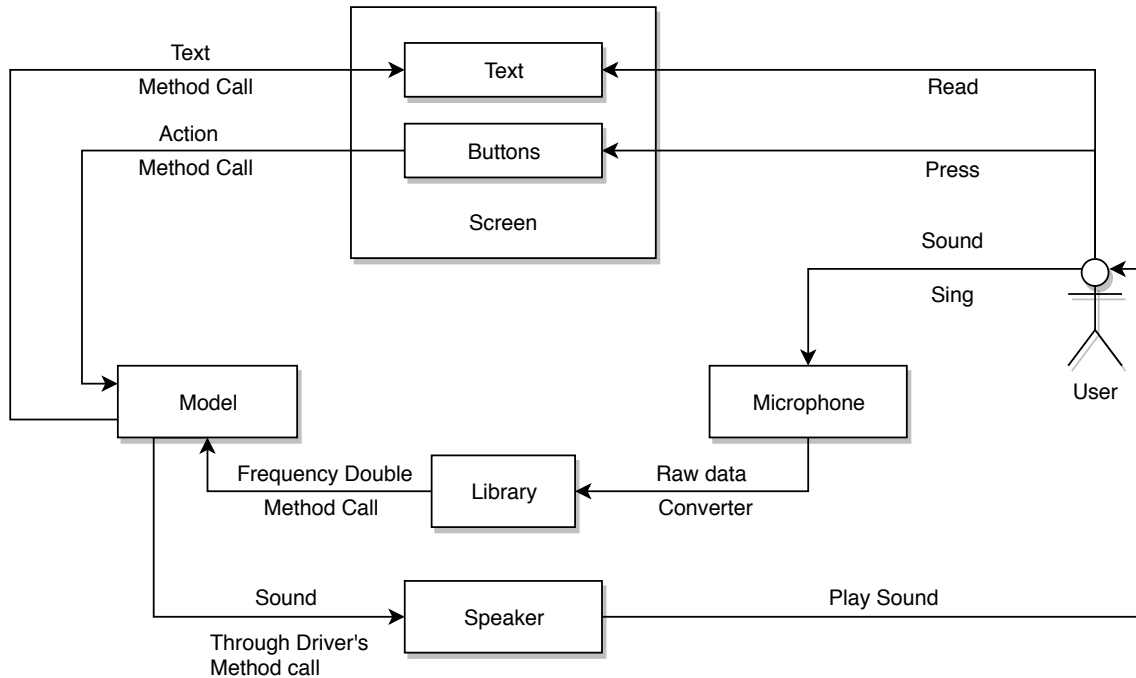 Text
Method Call
Text
Read
Action
Method Call
Buttons
Press
Screen
Sound
Sing
User
Model
Microphone
Frequency Double
Method Call
Library
Raw data
Converter
Sound
Through Driver's
Method call
Speaker
Play Sound